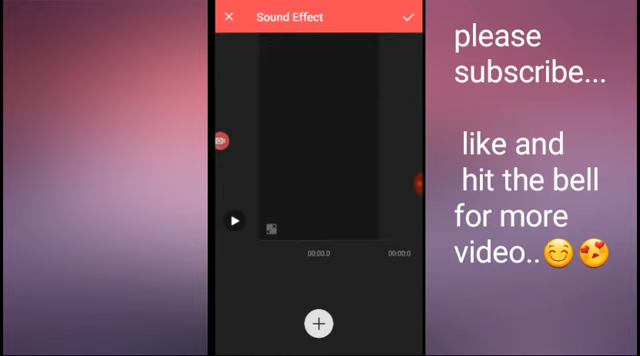 Sound Effect
00:00.0
00:00:0
please
subscribe...
like and
hit the bell
for more
video..😊😍